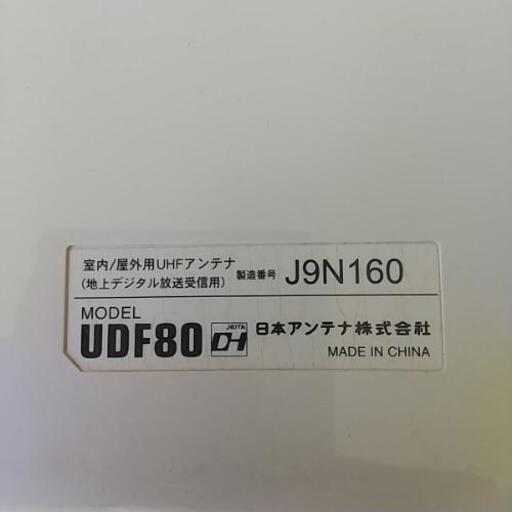 室内/屋外用UHFアンテナ
(地上デジタル放送受信用)
製造番号 J9N160
MODEL
UDF80 JEITA DH 日本アンテナ株式会社
MADE IN CHINA